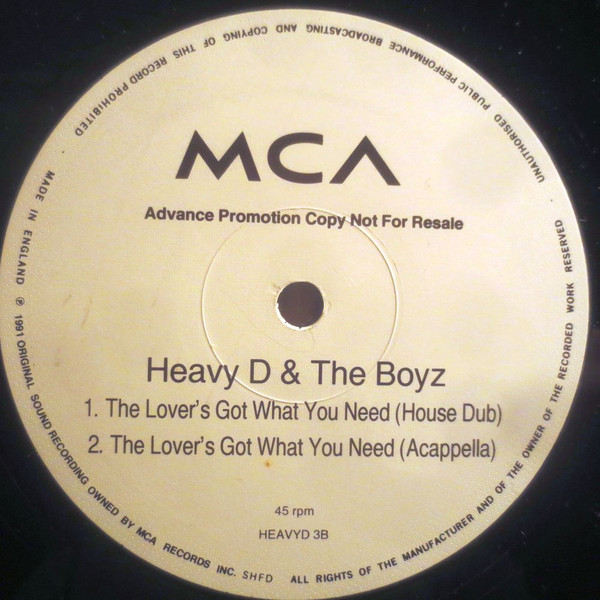 MCA
Advance Promotion Copy Not For Resale
Heavy D & The Boyz
1. The Lover's Got What You Need (House Dub)
2. The Lover's Got What You Need (Acappella)
45 rpm
HEAVYD 3B
MADE IN ENGLAND ℗ 1991 ORIGINAL SOUND RECORDING OWNED BY MCA RECORDS INC. SHFD ALL RIGHTS OF THE MANUFACTURER AND OF THE OWNER OF THE RECORDED WORK RESERVED
UNAUTHORISED PUBLIC PERFORMANCE BROADCASTING AND COPYING OF THIS RECORD PROHIBITED